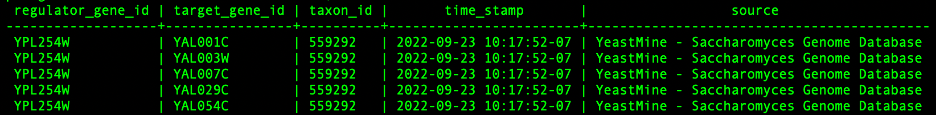 regulator_gene_id | target_gene_id | taxon_id | time_stamp | source
-------------------+----------------+----------+------------------------+------------------------------------------
YPL254W | YAL001C | 559292 | 2022-09-23 10:17:52-07 | YeastMine - Saccharomyces Genome Database
YPL254W | YAL003W | 559292 | 2022-09-23 10:17:52-07 | YeastMine - Saccharomyces Genome Database
YPL254W | YAL007C | 559292 | 2022-09-23 10:17:52-07 | YeastMine - Saccharomyces Genome Database
YPL254W | YAL029C | 559292 | 2022-09-23 10:17:52-07 | YeastMine - Saccharomyces Genome Database
YPL254W | YAL054C | 559292 | 2022-09-23 10:17:52-07 | YeastMine - Saccharomyces Genome Database